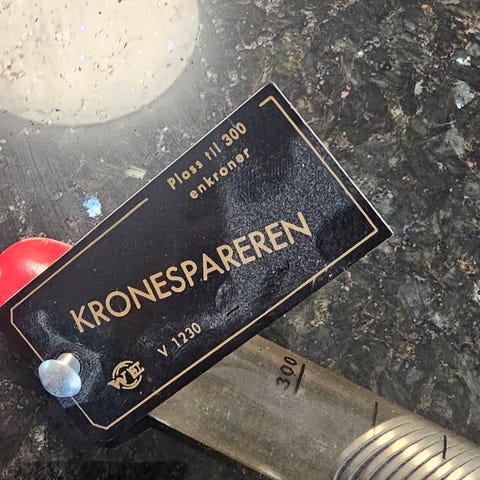 Plass til 300
enkroner
KRONESPAREREN
V 1230
300